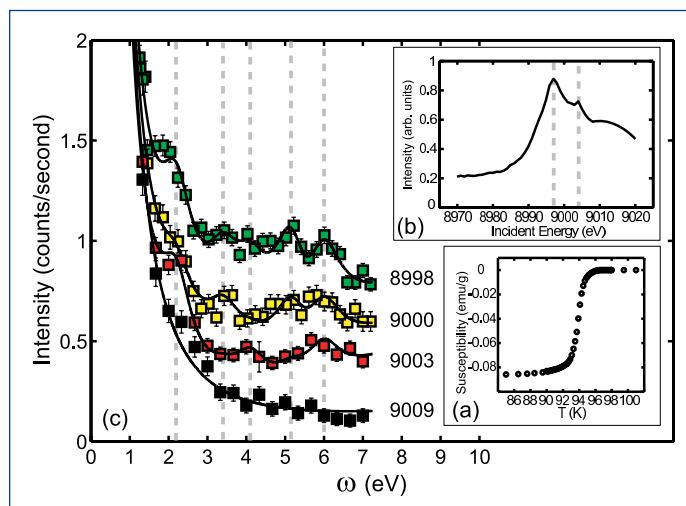 2
1.5
1
0.5
0
Intensity (counts/second)
0 1 2 3 4 5 6 7 8 9 10
ω (eV)
(c)
8998
9000
9003
9009
1
0.8
0.6
0.4
0.2
0
Intensity (arb. units)
(b)
8970 8980 8990 9000 9010 9020
Incident Energy (eV)
0
-0.02
-0.04
-0.06
-0.08
Susceptibility (emu/g)
(a)
86 88 90 92 94 96 98 100
T (K)